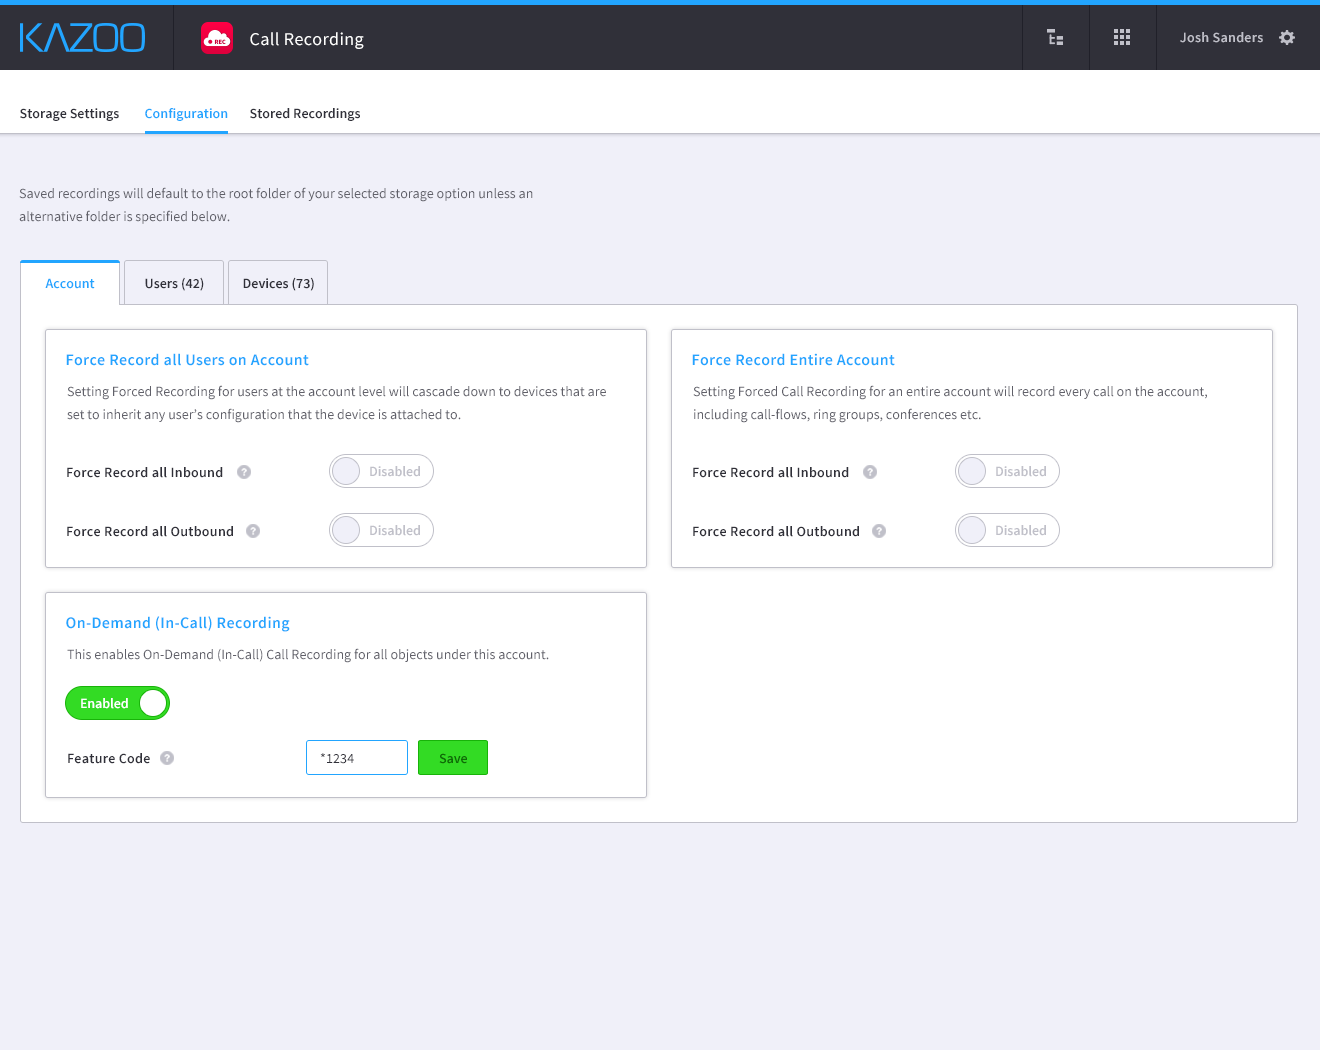 KAZOO
REC
Call Recording
Josh Sanders
Storage Settings
Configuration
Stored Recordings
Saved recordings will default to the root folder of your selected storage option unless an
alternative folder is specified below.
Account
Users (42)
Devices (73)
Force Record all Users on Account
Setting Forced Recording for users at the account level will cascade down to devices that are
set to inherit any user's configuration that the device is attached to.
Force Record all Inbound ?
Disabled
Force Record all Outbound ?
Disabled
Force Record Entire Account
Setting Forced Call Recording for an entire account will record every call on the account,
including call-flows, ring groups, conferences etc.
Force Record all Inbound ?
Disabled
Force Record all Outbound ?
Disabled
On-Demand (In-Call) Recording
This enables On-Demand (In-Call) Call Recording for all objects under this account.
Enabled
Feature Code ?
*1234
Save